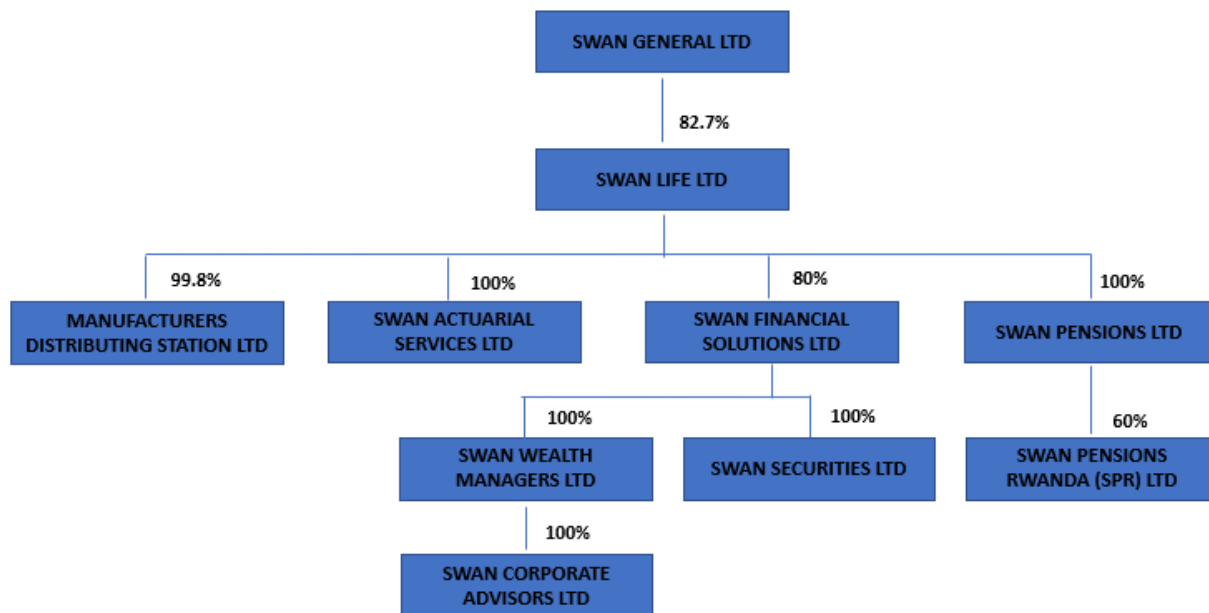 SWAN GENERAL LTD
82.7%
SWAN LIFE LTD
99.8%
100%
80%
100%
MANUFACTURERS
DISTRIBUTING STATION LTD
SWAN ACTUARIAL
SERVICES LTD
SWAN FINANCIAL
SOLUTIONS LTD
SWAN PENSIONS LTD
100%
100%
60%
SWAN WEALTH
MANAGERS LTD
SWAN SECURITIES LTD
SWAN PENSIONS
RWANDA (SPR) LTD
100%
SWAN CORPORATE
ADVISORS LTD